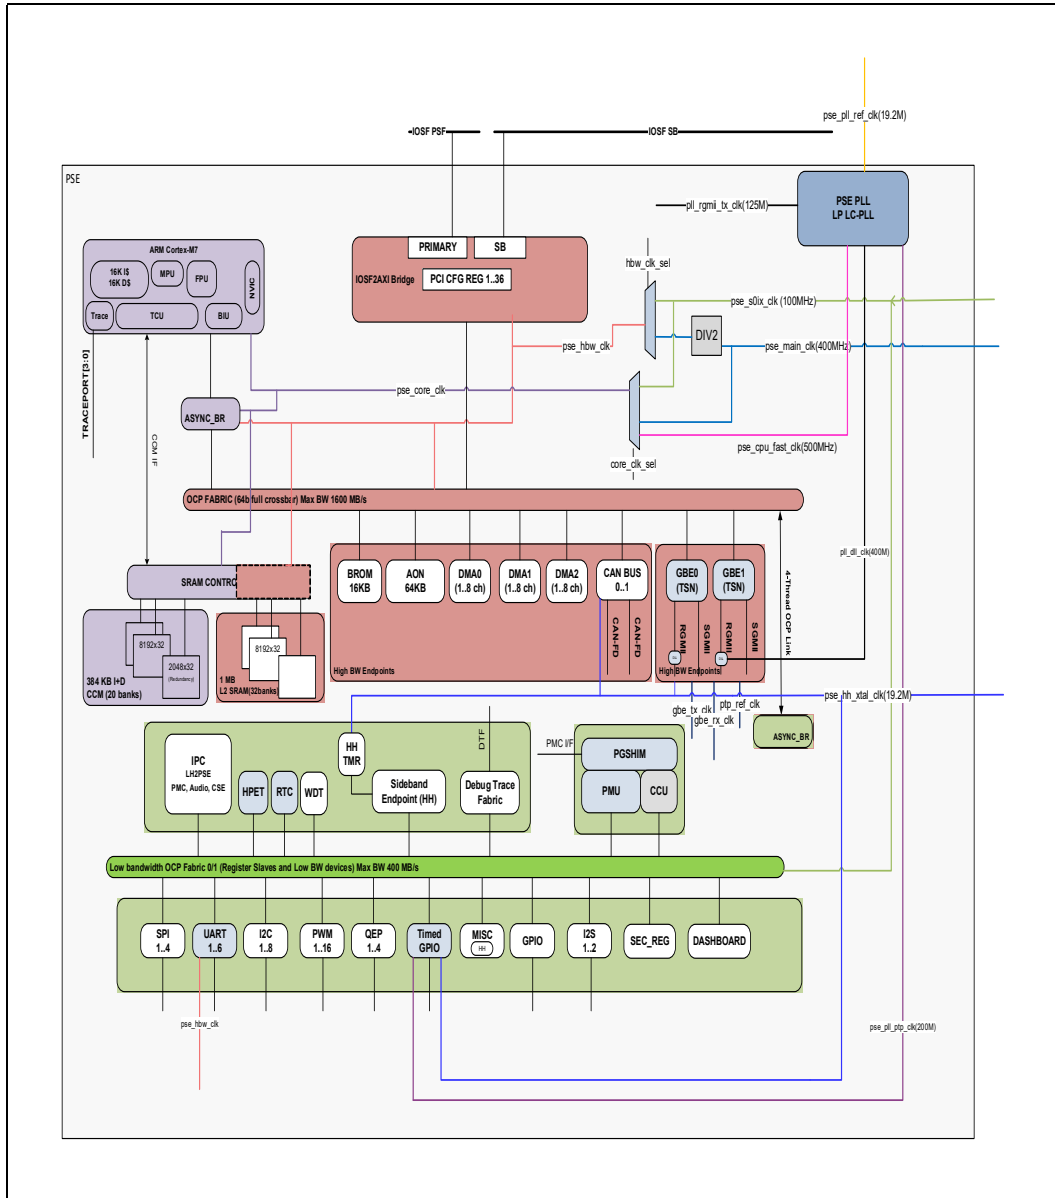 pse_pll_ref_clk(19.2M)
IOSF PSF
IOSF SB
PSE
PSE PLL
LP LC-PLL
pll_rgmii_tx_clk(125M)
ARM Cortex-M7
16K I$
16K D$
MPU
FPU
NVIC
Trace
TCU
BIU
PRIMARY
SB
IOSF2AXI Bridge
PCI CFG REG 1..36
hbw_clk_sel
pse_s0ix_clk (100MHz)
DIV2
pse_hbw_clk
pse_main_clk(400MHz)
TRACEPORT[3:0]
pse_core_clk
ASYNC_BR
CCM IF
pse_cpu_fast_clk(500MHz)
core_clk_sel
OCP FABRIC (64b full crossbar) Max BW 1600 MB/s
pll_dll_clk(400M)
4-Thread OCP Link
SRAM CONTRO
BROM
16KB
AON
64KB
DMA0
(1..8 ch)
DMA1
(1..8 ch)
DMA2
(1..8 ch)
CAN BUS
0..1
CAN-FD
CAN-FD
High BW Endpoints
GBE0
(TSN)
GBE1
(TSN)
RGMII
SGMII
RGMII
SGMII
High BW Endpoints
8192x32
2048x32
(Redundency)
384 KB I+D
CCM (20 banks)
8192x32
1 MB
L2 SRAM(32banks)
pse_hh_xtal_clk(19.2M)
gbe_tx_clk
gbe_rx_clk
ptp_ref_clk
ASYNC_BR
IPC
LH2PSE
PMC, Audio, CSE
HPET
RTC
WDT
HH
TMR
Sideband
Endpoint (HH)
DTF
Debug Trace
Fabric
PMC I/F
PGSHIM
PMU
CCU
Low bandwidth OCP Fabric 0/1 (Register Slaves and Low BW devices) Max BW 400 MB/s
SPI
1..4
UART
1..6
I2C
1..8
PWM
1..16
QEP
1..4
Timed
GPIO
MISC
HH
GPIO
I2S
1..2
SEC_REG
DASHBOARD
pse_hbw_clk
pse_pll_ptp_clk(200M)